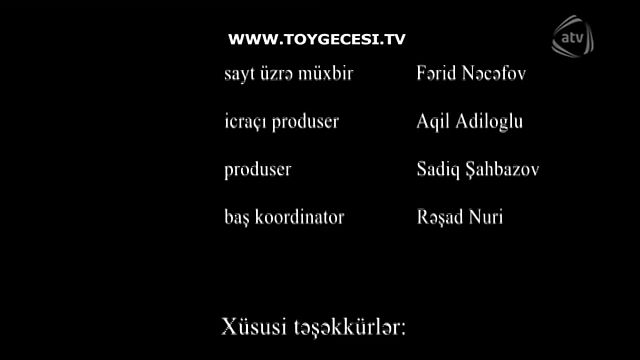 WWW.TOYGECESI.TV
atv
sayt üzrə müxbir Fərid Nəcəfov
icraçı produser Aqil Adiloglu
produser Sadiq Şahbazov
baş koordinator Rəşad Nuri
Xüsusi təşəkkürlər: